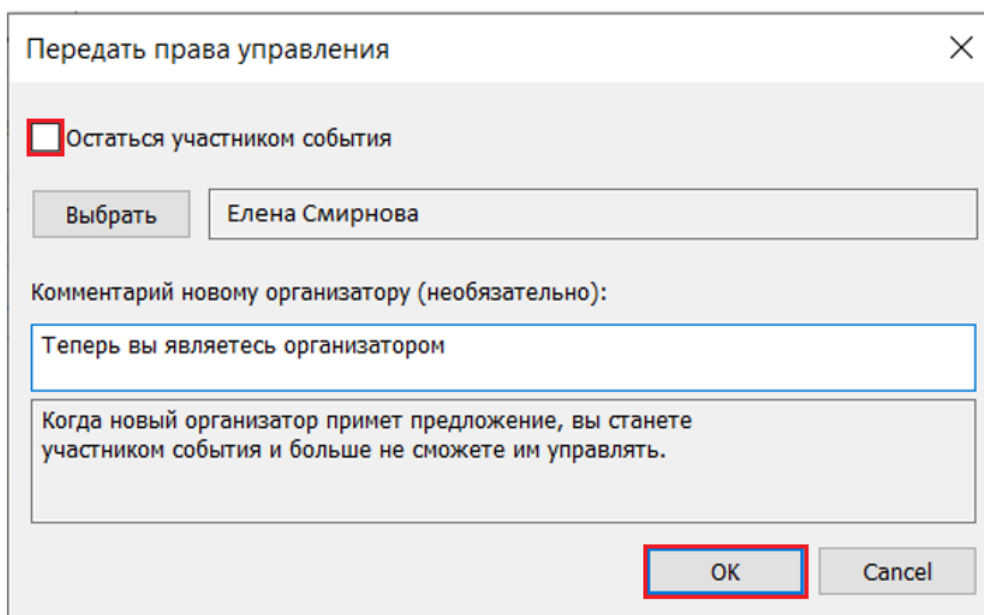 Передать права управления
Остаться участником события
Выбрать
Елена Смирнова
Комментарий новому организатору (необязательно):
Теперь вы являетесь организатором
Когда новый организатор примет предложение, вы станете
участником события и больше не сможете им управлять.
OK
Cancel